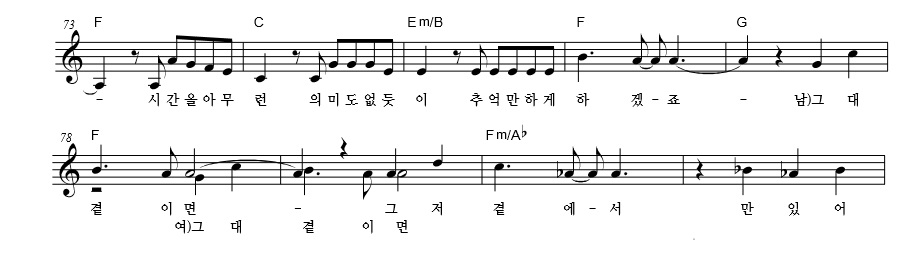 73 F C Em/B F G
- 시 간 을 아 무 런 의 미 도 없 듯 이 추 억 만 하 게 하 겠 - 죠 - 남)그 대
78 F Fm/A♭
곁 이 면 - 그 저 곁 에 - 서 만 있 어
여)그 대 곁 이 면